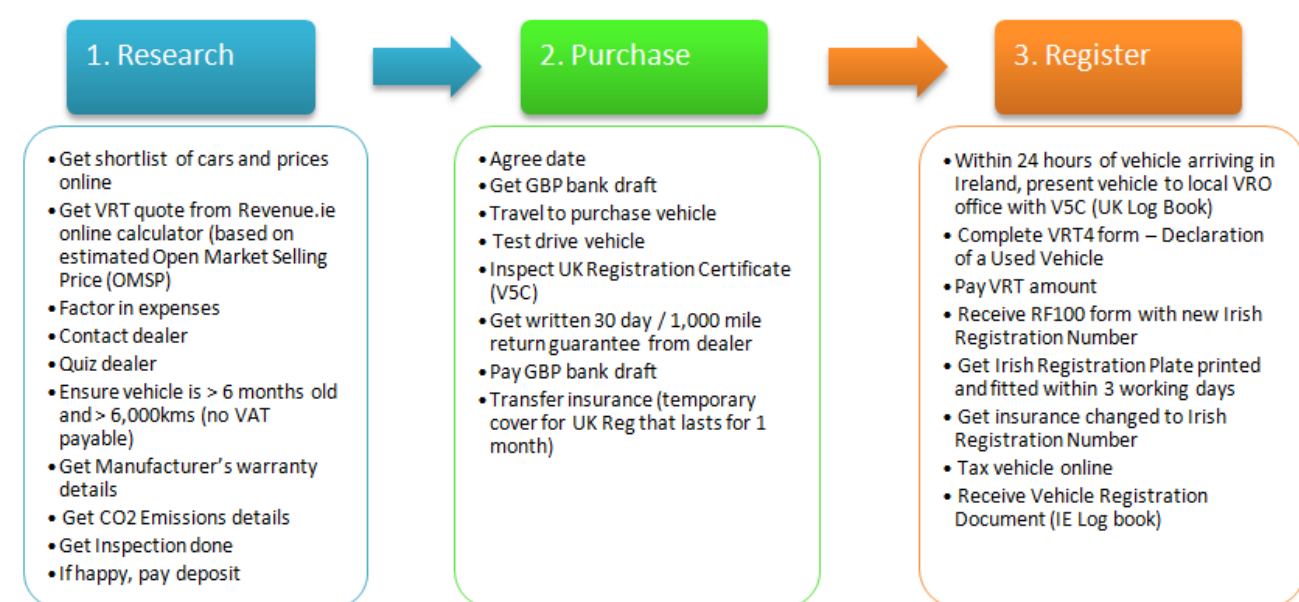 1. Research
• Get shortlist of cars and prices
online
• Get VRT quote from Revenue.ie
online calculator (based on
estimated Open Market Selling
Price (OMSP)
• Factor in expenses
• Contact dealer
• Quiz dealer
• Ensure vehicle is > 6 months old
and > 6,000kms (no VAT
payable)
• Get Manufacturer's warranty
details
• Get CO2 Emissions details
• Get Inspection done
• If happy, pay deposit
2. Purchase
• Agree date
• Get GBP bank draft
• Travel to purchase vehicle
• Test drive vehicle
• Inspect UK Registration Certificate
(V5C)
• Get written 30 day / 1,000 mile
return guarantee from dealer
• Pay GBP bank draft
• Transfer insurance (temporary
cover for UK Reg that lasts for 1
month)
3. Register
• Within 24 hours of vehicle arriving in
Ireland, present vehicle to local VRO
office with V5C (UK Log Book)
• Complete VRT4 form – Declaration
of a Used Vehicle
• Pay VRT amount
• Receive RF100 form with new Irish
Registration Number
• Get Irish Registration Plate printed
and fitted within 3 working days
• Get insurance changed to Irish
Registration Number
• Tax vehicle online
• Receive Vehicle Registration
Document (IE Log book)